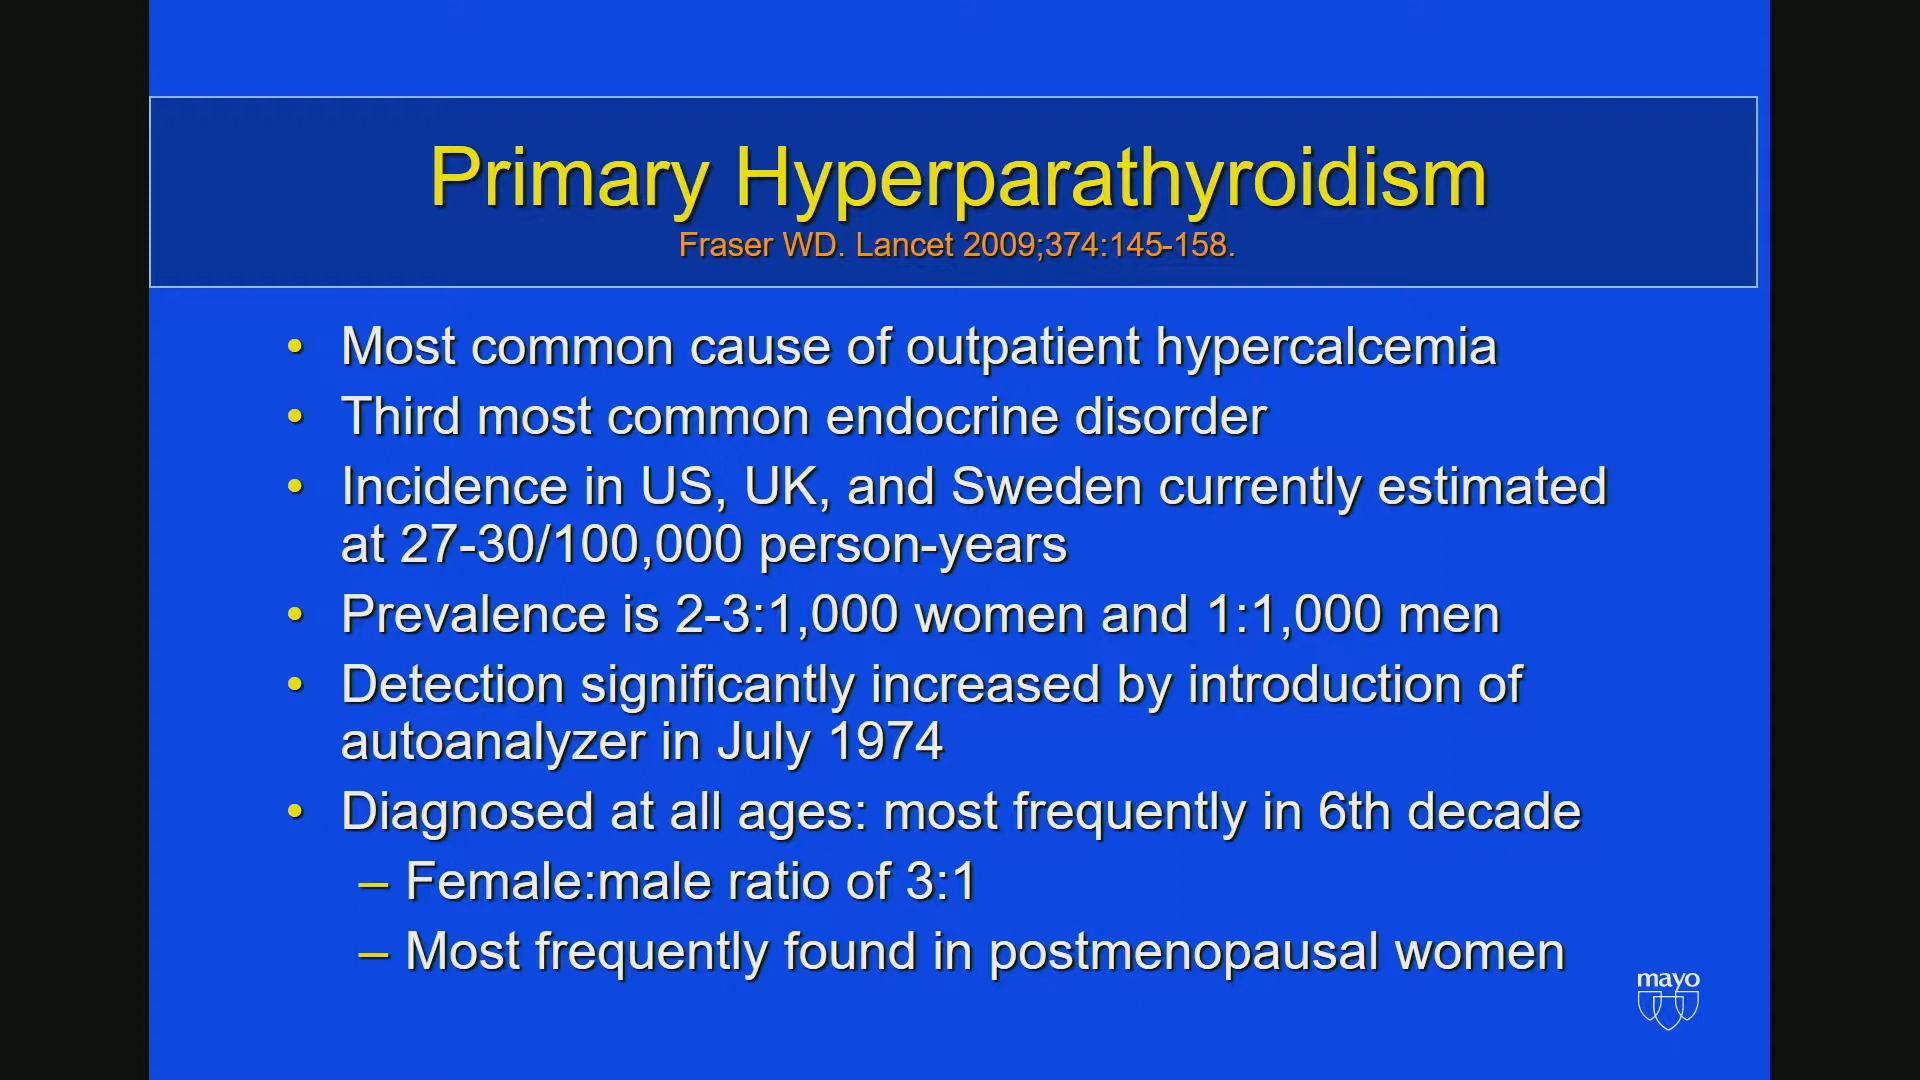 Primary Hyperparathyroidism
Fraser WD. Lancet 2009;374:145-158.
• Most common cause of outpatient hypercalcemia
• Third most common endocrine disorder
• Incidence in US, UK, and Sweden currently estimated
at 27-30/100,000 person-years
• Prevalence is 2-3:1,000 women and 1:1,000 men
• Detection significantly increased by introduction of
autoanalyzer in July 1974
• Diagnosed at all ages: most frequently in 6th decade
– Female:male ratio of 3:1
– Most frequently found in postmenopausal women
mayo